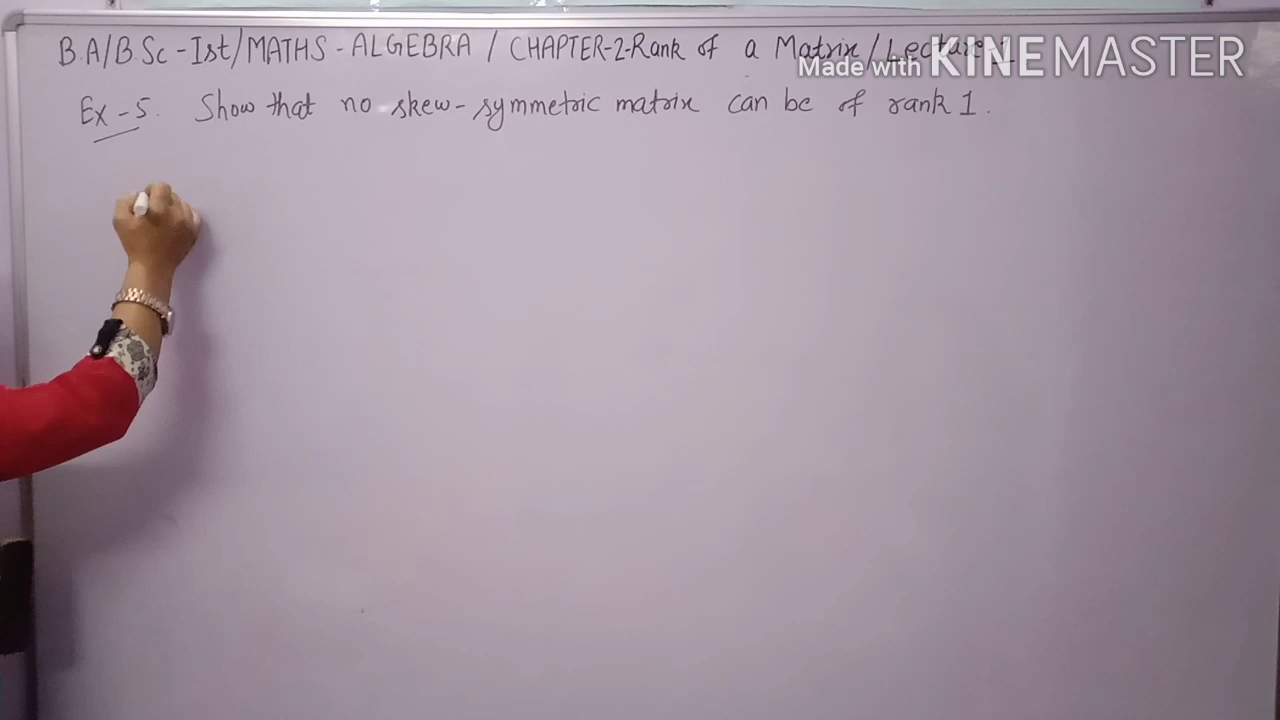 B.A/B.Sc - Ist/MATHS - ALGEBRA / CHAPTER-2-Rank of a Matrix / Lecture-1
Made with KINEMASTER
Ex - 5. Show that no skew-symmetric matrix can be of rank 1.